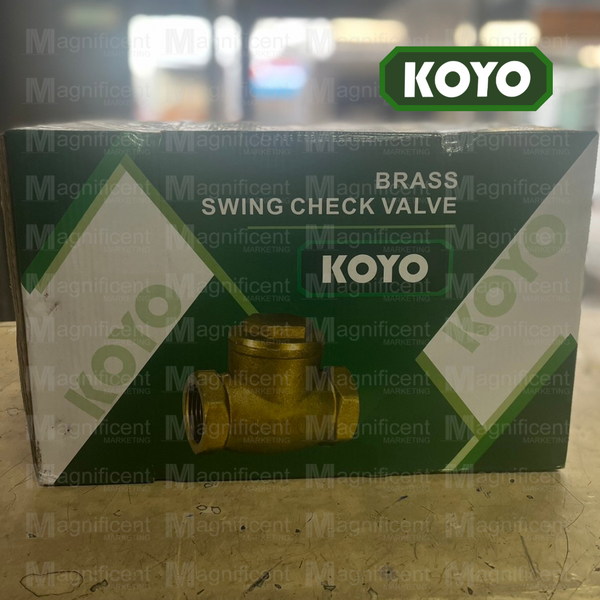 KOYO
BRASS
SWING CHECK VALVE
KOYO
KOYO
KOYO
Magnificent
MARKETING